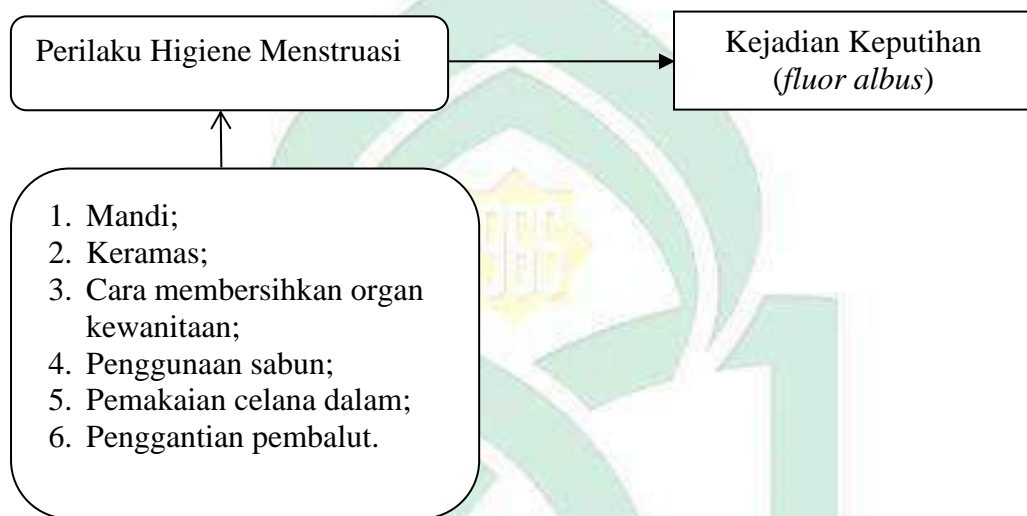 Perilaku Higiene Menstruasi
Kejadian Keputihan
(fluor albus)
1. Mandi;
2. Keramas;
3. Cara membersihkan organ
kewanitaan;
4. Penggunaan sabun;
5. Pemakaian celana dalam;
6. Penggantian pembalut.